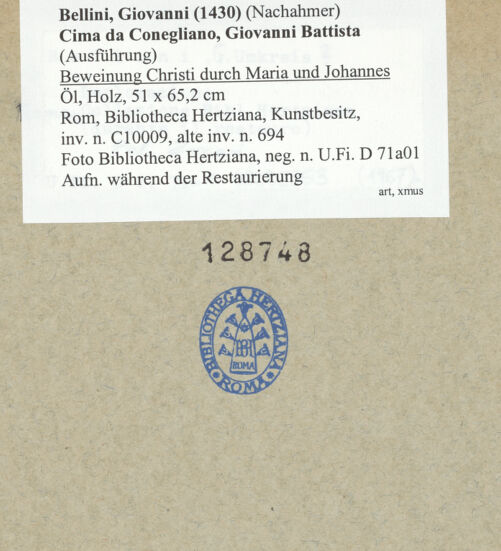 Bellini, Giovanni (1430) (Nachahmer)
Cima da Conegliano, Giovanni Battista
(Ausführung)
Beweinung Christi durch Maria und Johannes
Öl, Holz, 51 x 65,2 cm
Rom, Bibliotheca Hertziana, Kunstbesitz,
inv. n. C10009, alte inv. n. 694
Foto Bibliotheca Hertziana, neg. n. U.Fi. D 71a01
Aufn. während der Restaurierung
art, xmus
128748
BIBLIOTHECA HERTZIANA
BH
ROMA
ROMA